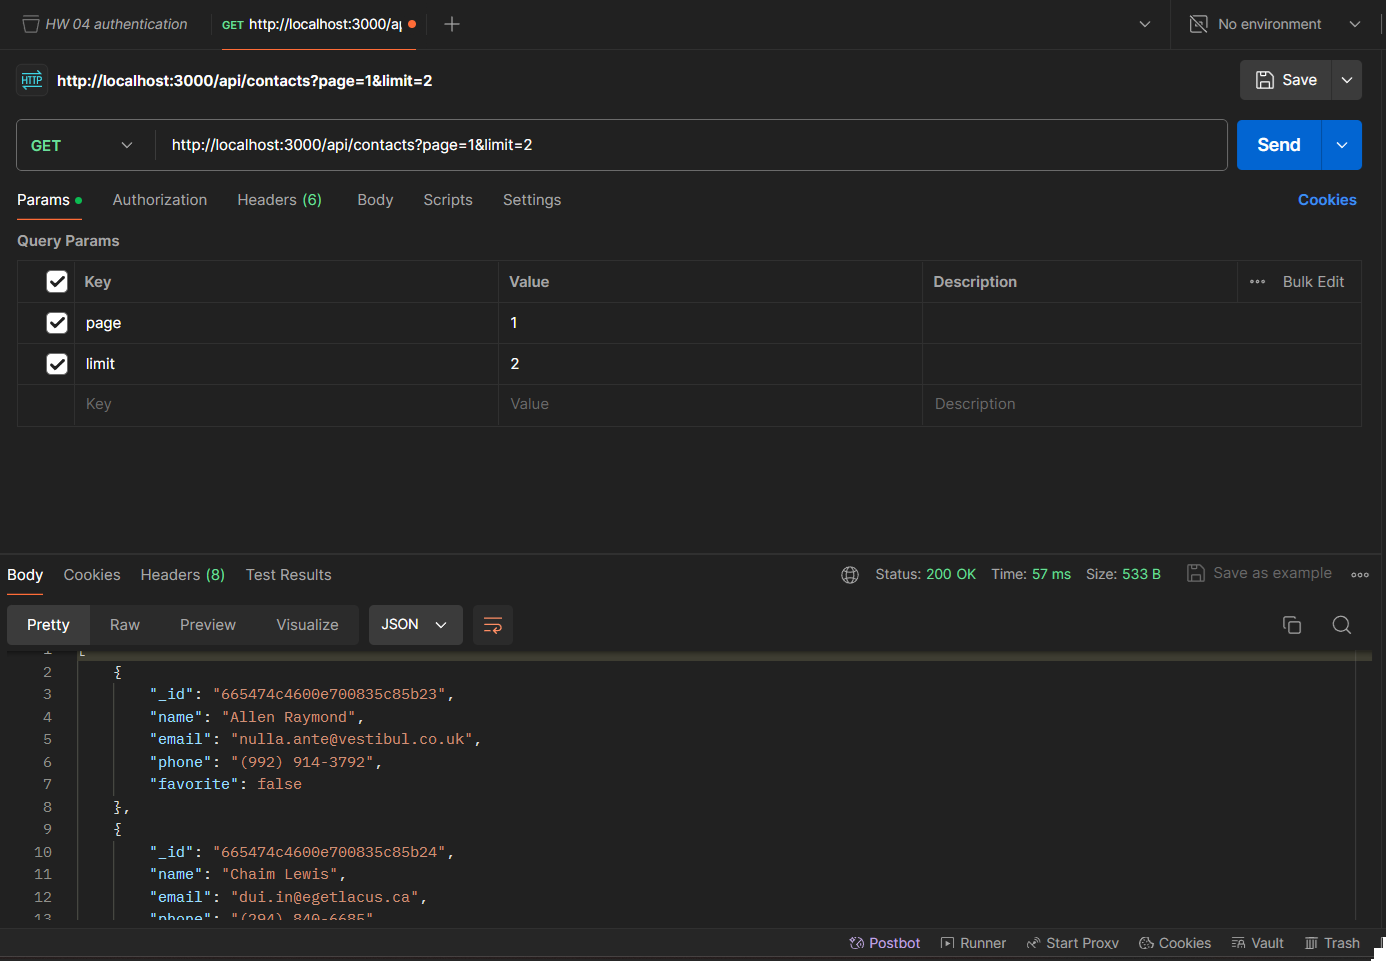 HW 04 authentication
GET http://localhost:3000/ap
No environment
HTTP http://localhost:3000/api/contacts?page=1&limit=2
Save
GET http://localhost:3000/api/contacts?page=1&limit=2
Send
Params Authorization Headers (6) Body Scripts Settings Cookies
Query Params
Key Value Description Bulk Edit
page 1
limit 2
Key Value Description
Body Cookies Headers (8) Test Results Status: 200 OK Time: 57 ms Size: 533 B Save as example
Pretty Raw Preview Visualize JSON
1 [
2 {
3 "_id": "665474c4600e700835c85b23",
4 "name": "Allen Raymond",
5 "email": "nulla.ante@vestibul.co.uk",
6 "phone": "(992) 914-3792",
7 "favorite": false
8 },
9 {
10 "_id": "665474c4600e700835c85b24",
11 "name": "Chaim Lewis",
12 "email": "dui.in@egetlacus.ca",
13 "phone": "(294) 840-6685"
Postbot Runner Start Proxy Cookies Vault Trash